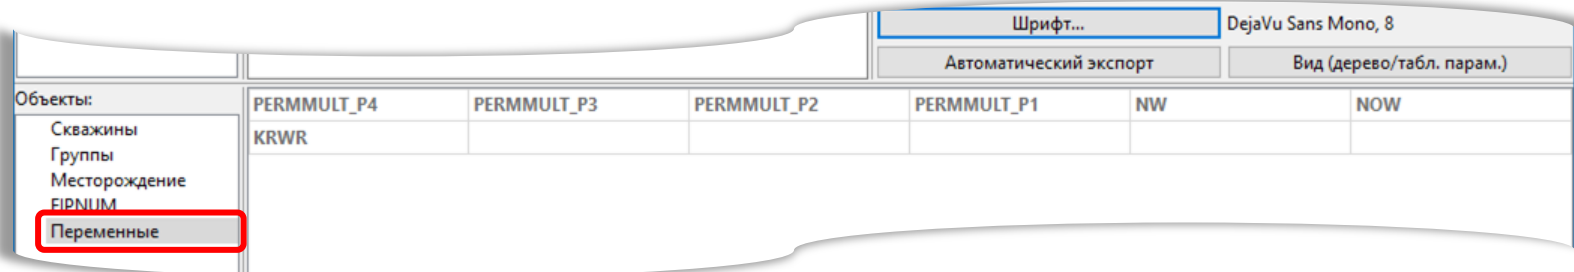 Шрифт... DejaVu Sans Mono, 8
Автоматический экспорт Вид (дерево/табл. парам.)
Объекты:
Скважины
Группы
Месторождение
FIPNUM
Переменные
PERMMULT_P4 PERMMULT_P3 PERMMULT_P2 PERMMULT_P1 NW NOW
KRWR